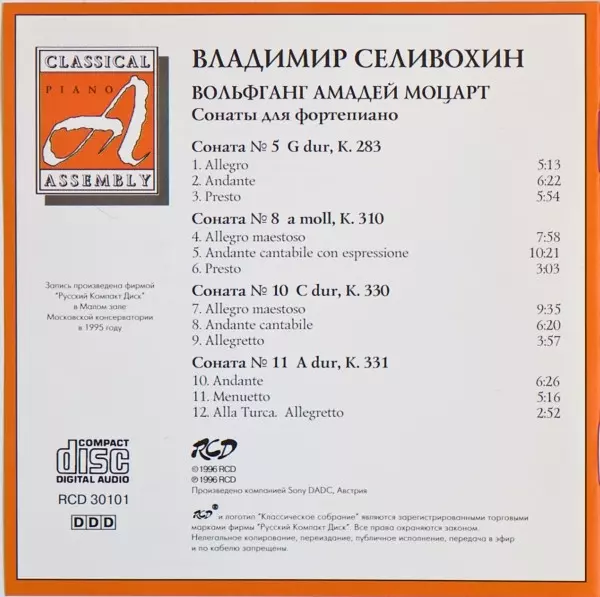 CLASSICAL
PIANO
A
ASSEMBLY
ВЛАДИМИР СЕЛИВОХИН
ВОЛЬФГАНГ АМАДЕЙ МОЦАРТ
Сонаты для фортепиано
Соната № 5 G dur, K. 283
1. Allegro 5:13
2. Andante 6:22
3. Presto 5:54
Соната № 8 a moll, K. 310
4. Allegro maestoso 7:58
5. Andante cantabile con espressione 10:21
6. Presto 3:03
Соната № 10 C dur, K. 330
7. Allegro maestoso 9:35
8. Andante cantabile 6:20
9. Allegretto 3:57
Соната № 11 A dur, K. 331
10. Andante 6:26
11. Menuetto 5:16
12. Alla Turca. Allegretto 2:52
Запись произведена фирмой
"Русский Компакт Диск"
в Малом зале
Московской консерватории
в 1995 году
COMPACT
disc
DIGITAL AUDIO
RCD 30101
DDD
RCD
©1996 RCD
℗1996 RCD
Произведено компанией Sony DADC, Австрия
RCD® и логотип "Классическое собрание" являются зарегистрированными торговыми
марками фирмы "Русский Компакт Диск". Все права охраняются законом.
Нелегальное копирование, переиздание, публичное исполнение, передача в эфир
и по кабелю запрещены.